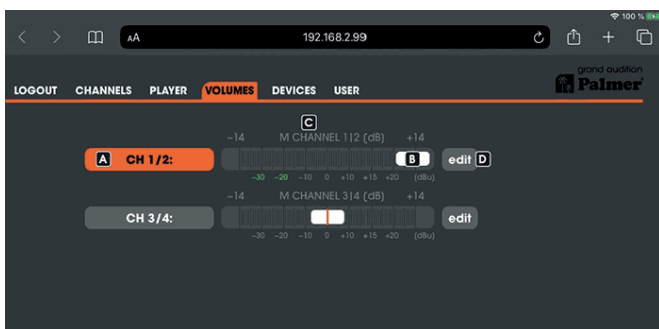 100 %
AA 192.168.2.99
grand audition
Palmer
LOGOUT CHANNELS PLAYER VOLUMES DEVICES USER
C
-14 M CHANNEL 1|2 (dB) +14
A CH 1/2: B edit D
-30 -20 -10 0 +10 +15 +20 (dBu)
-14 M CHANNEL 3|4 (dB) +14
CH 3/4: edit
-30 -20 -10 0 +10 +15 +20 (dBu)